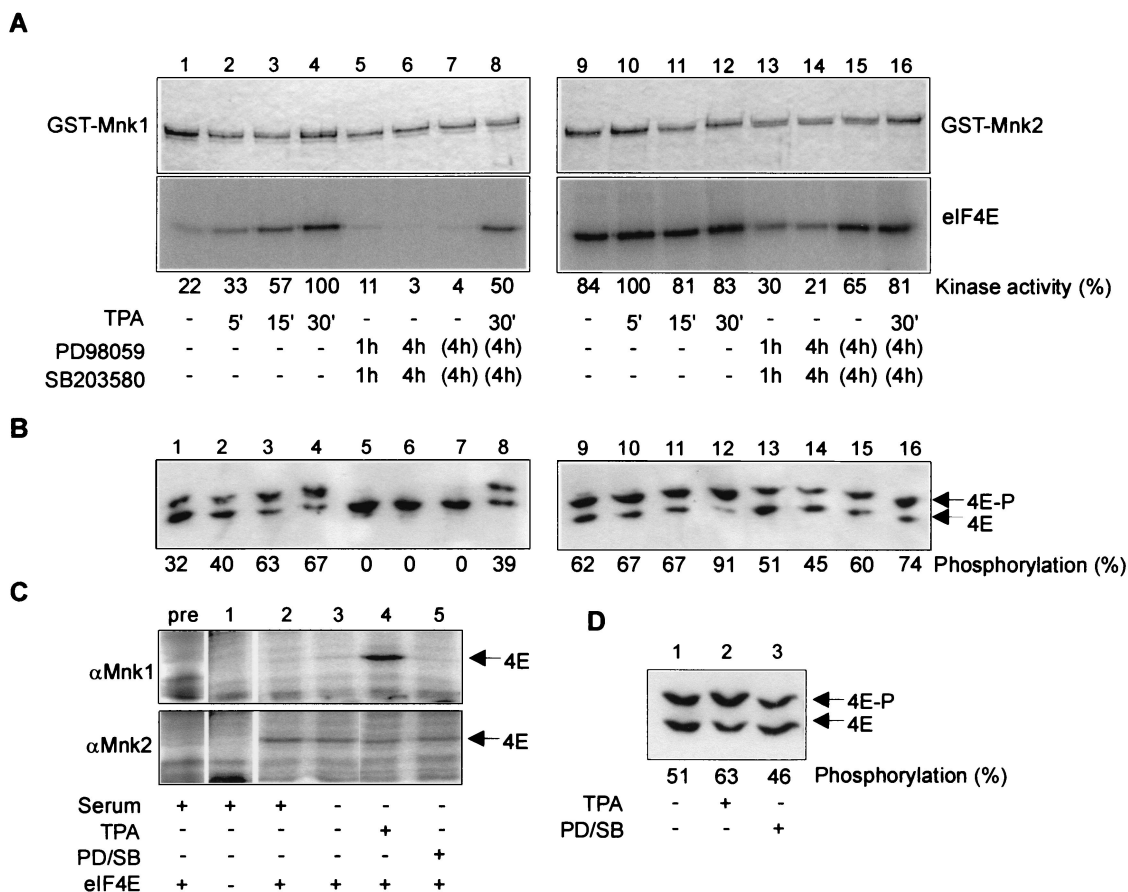 A
1 2 3 4 5 6 7 8 9 10 11 12 13 14 15 16
GST-Mnk1 GST-Mnk2
eIF4E
22 33 57 100 11 3 4 50 84 100 81 83 30 21 65 81 Kinase activity (%)
TPA - 5' 15' 30' - - - 30' - 5' 15' 30' - - - 30'
PD98059 - - - - 1h 4h (4h) (4h) - - - - 1h 4h (4h) (4h)
SB203580 - - - - 1h 4h (4h) (4h) - - - - 1h 4h (4h) (4h)
B
1 2 3 4 5 6 7 8 9 10 11 12 13 14 15 16
4E-P
4E
32 40 63 67 0 0 0 39 62 67 67 91 51 45 60 74 Phosphorylation (%)
C
pre 1 2 3 4 5
αMnk1 4E
αMnk2 4E
Serum + + + - - -
TPA - - - - + -
PD/SB - - - - - +
eIF4E + - + + + +
D
1 2 3
4E-P
4E
51 63 46 Phosphorylation (%)
TPA - + -
PD/SB - - +